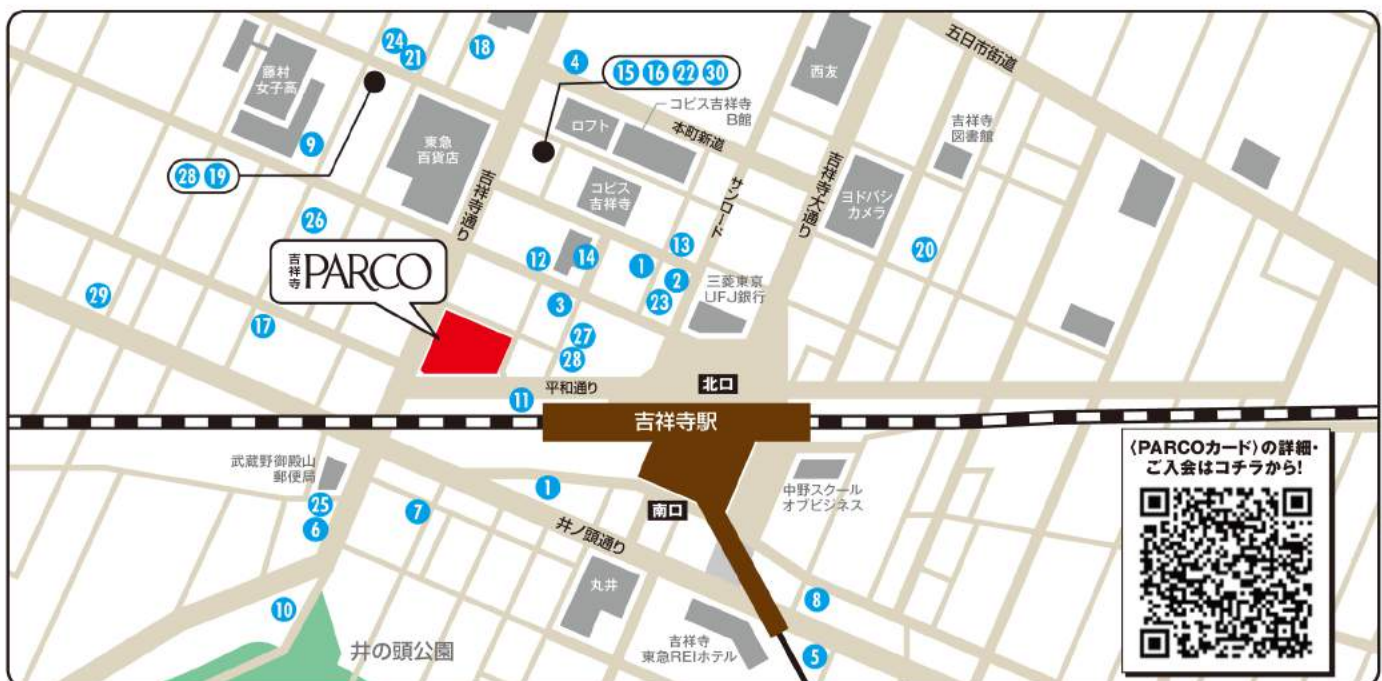 五日市街道
24
21
18
4
15 16 22 30
西友
藤村
女子高
コピス吉祥寺
B館
ロフト
本町新道
吉祥寺
図書館
東急
百貨店
9
28 19
吉祥寺通り
コピス
吉祥寺
サンロード
吉祥寺大通り
ヨドバシ
カメラ
26
13
20
吉祥寺
PARCO
12
14
1
2
三菱東京
UFJ銀行
23
3
29
17
27
28
平和通り
北口
11
吉祥寺駅
〈PARCOカード〉の詳細・
ご入会はコチラから!
武蔵野御殿山
郵便局
25
6
7
1
南口
中野スクール
オブビジネス
井ノ頭通り
丸井
8
10
井の頭公園
吉祥寺
東急REIホテル
5